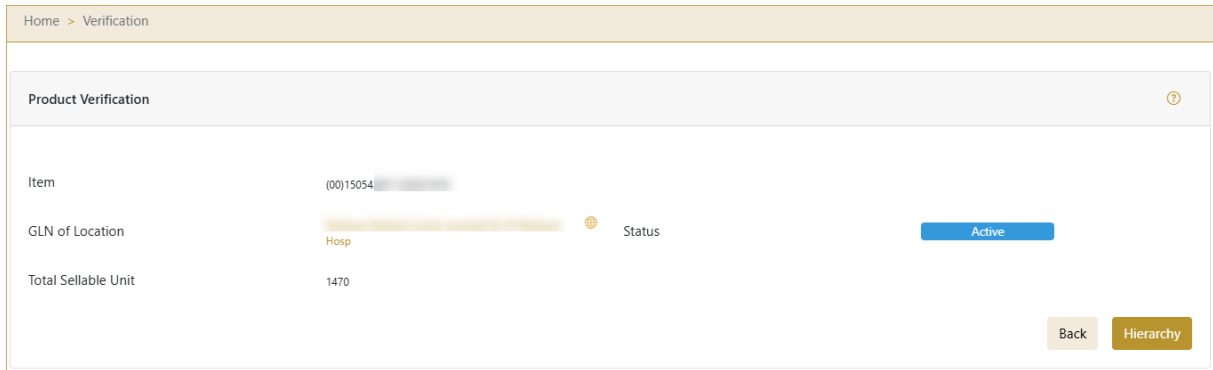 Home > Verification
Product Verification
Item
(00)15054
GLN of Location
Hosp
Status
Active
Total Sellable Unit
1470
Back
Hierarchy